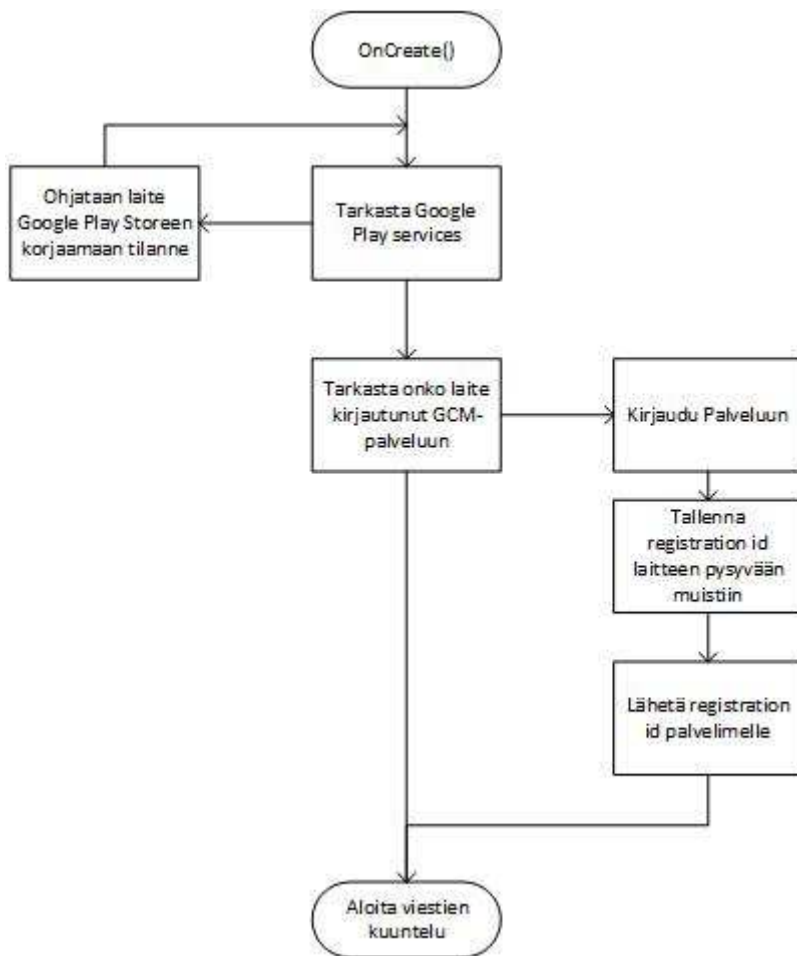 OnCreate()
Ohjataan laite
Google Play Storeen
korjaamaan tilanne
Tarkasta Google
Play services
Tarkasta onko laite
kirjautunut GCM-
palveluun
Kirjaudu Palveluun
Tallenna
registration id
laitteen pysyvään
muistiin
Lähetä registration
id palvelimelle
Aloita viestien
kuuntelu